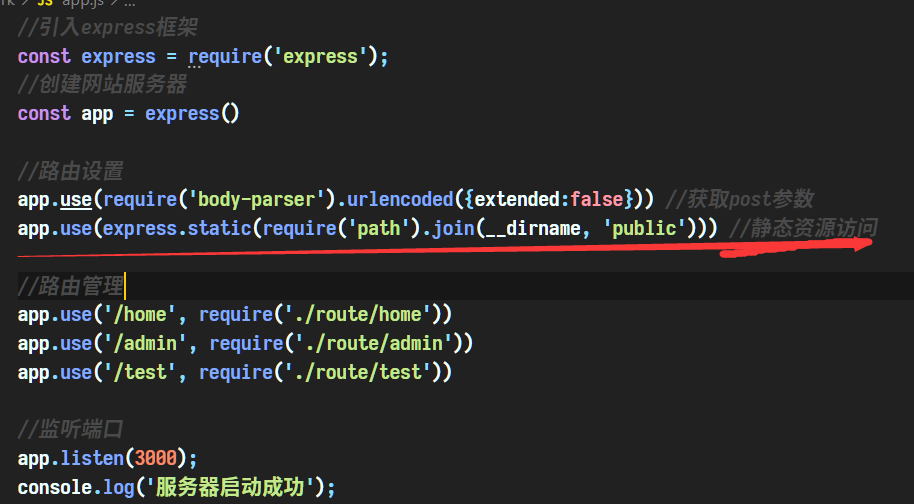 JS app.js > ...
//引入express框架
const express = require('express');
//创建网站服务器
const app = express()
//路由设置
app.use(require('body-parser').urlencoded({extended:false})) //获取post参数
app.use(express.static(require('path').join(__dirname, 'public'))) //静态资源访问
//路由管理
app.use('/home', require('./route/home'))
app.use('/admin', require('./route/admin'))
app.use('/test', require('./route/test'))
//监听端口
app.listen(3000);
console.log('服务器启动成功');